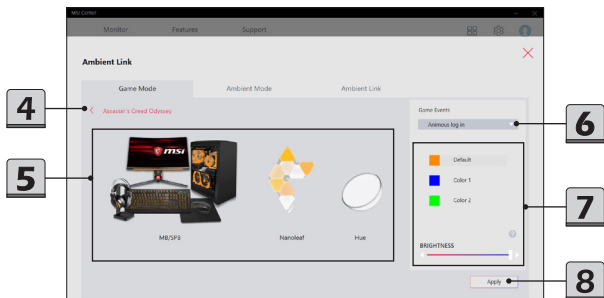 MSI Center
Monitor Features Support
Ambient Link
Game Mode Ambient Mode Ambient Link
4
Assassin's Creed Odyssey
Game Events
Animous log in
6
msi
5
Default
Color 1
Color 2
7
MB/SPB Nanoleaf Hue
?
BRIGHTNESS
Apply
8